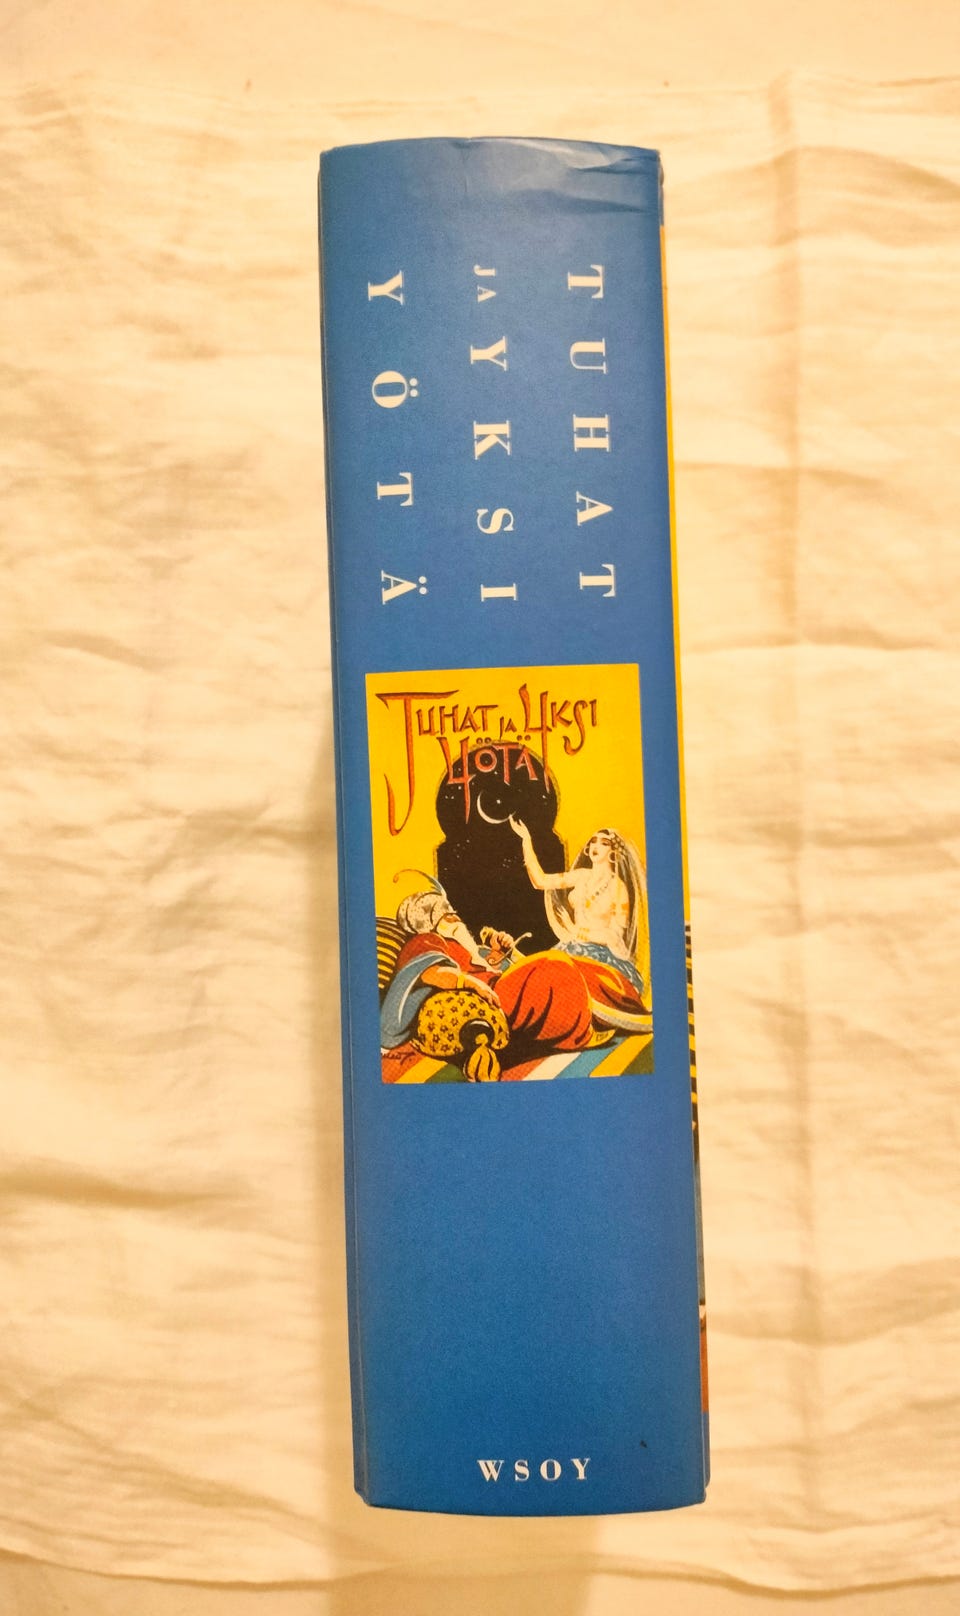 TUHAT
JA YKSI
YÖTÄ
TUHAT JA YKSI
YÖTÄ
WSOY